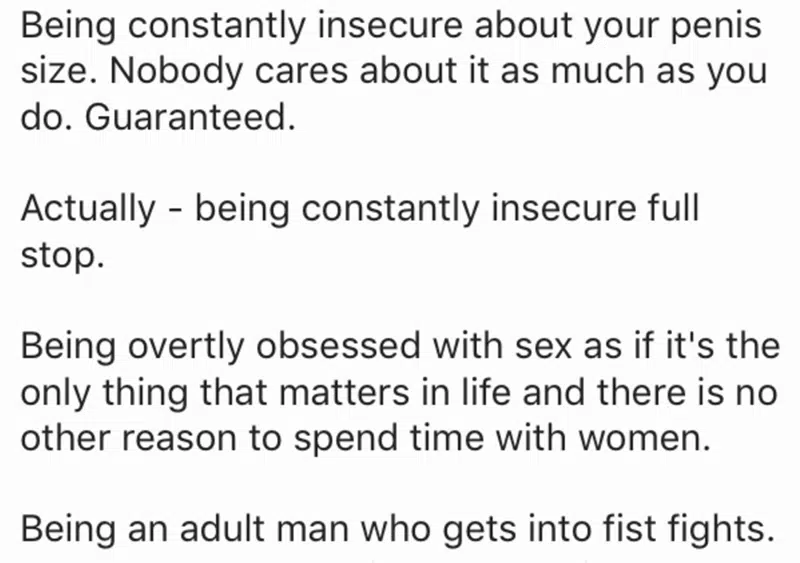 Being constantly insecure about your penis
size. Nobody cares about it as much as you
do. Guaranteed.
Actually - being constantly insecure full
stop.
Being overtly obsessed with sex as if it's the
only thing that matters in life and there is no
other reason to spend time with women.
Being an adult man who gets into fist fights.